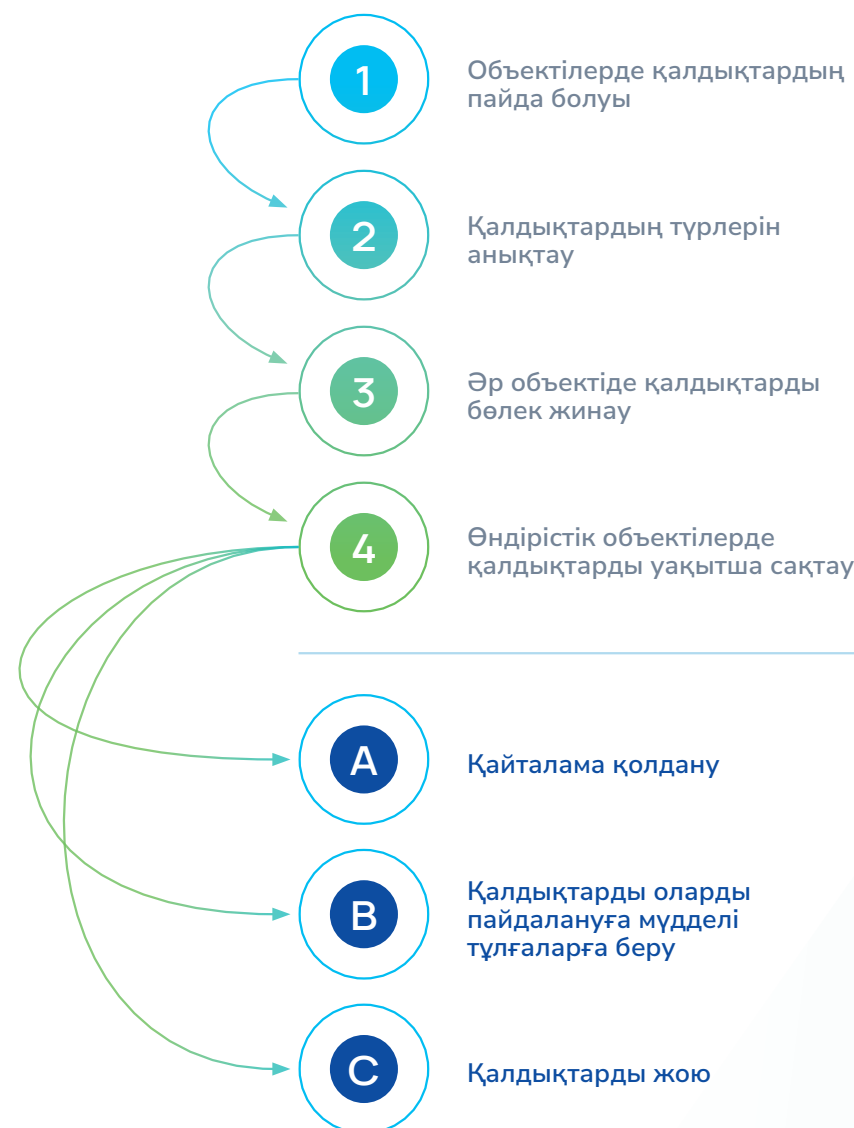 1
Объектілерде қалдықтардың
пайда болуы
2
Қалдықтардың түрлерін
анықтау
3
Әр объектіде қалдықтарды
бөлек жинау
4
Өндірістік объектілерде
қалдықтарды уақытша сақтау
A
Қайталама қолдану
B
Қалдықтарды оларды
пайдалануға мүдделі
тұлғаларға беру
C
Қалдықтарды жою